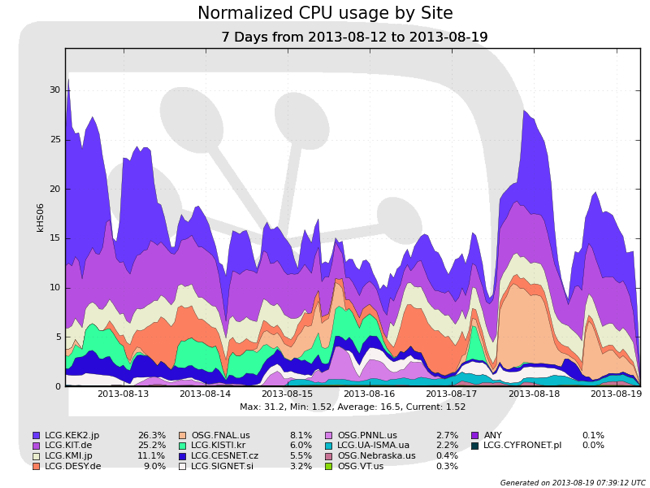 Normalized CPU usage by Site
7 Days from 2013-08-12 to 2013-08-19
30
25
20
15
10
5
0
kHS06
2013-08-13 2013-08-14 2013-08-15 2013-08-16 2013-08-17 2013-08-18 2013-08-19
Max: 31.2, Min: 1.52, Average: 16.5, Current: 1.52
LCG.KEK2.jp 26.3% OSG.FNAL.us 8.1% OSG.PNNL.us 2.7% ANY 0.1%
LCG.KIT.de 25.2% LCG.KISTI.kr 6.0% LCG.UA-ISMA.ua 2.2% LCG.CYFRONET.pl 0.0%
LCG.KMI.jp 11.1% LCG.CESNET.cz 5.5% OSG.Nebraska.us 0.4%
LCG.DESY.de 9.0% LCG.SIGNET.si 3.2% OSG.VT.us 0.3%
Generated on 2013-08-19 07:39:12 UTC